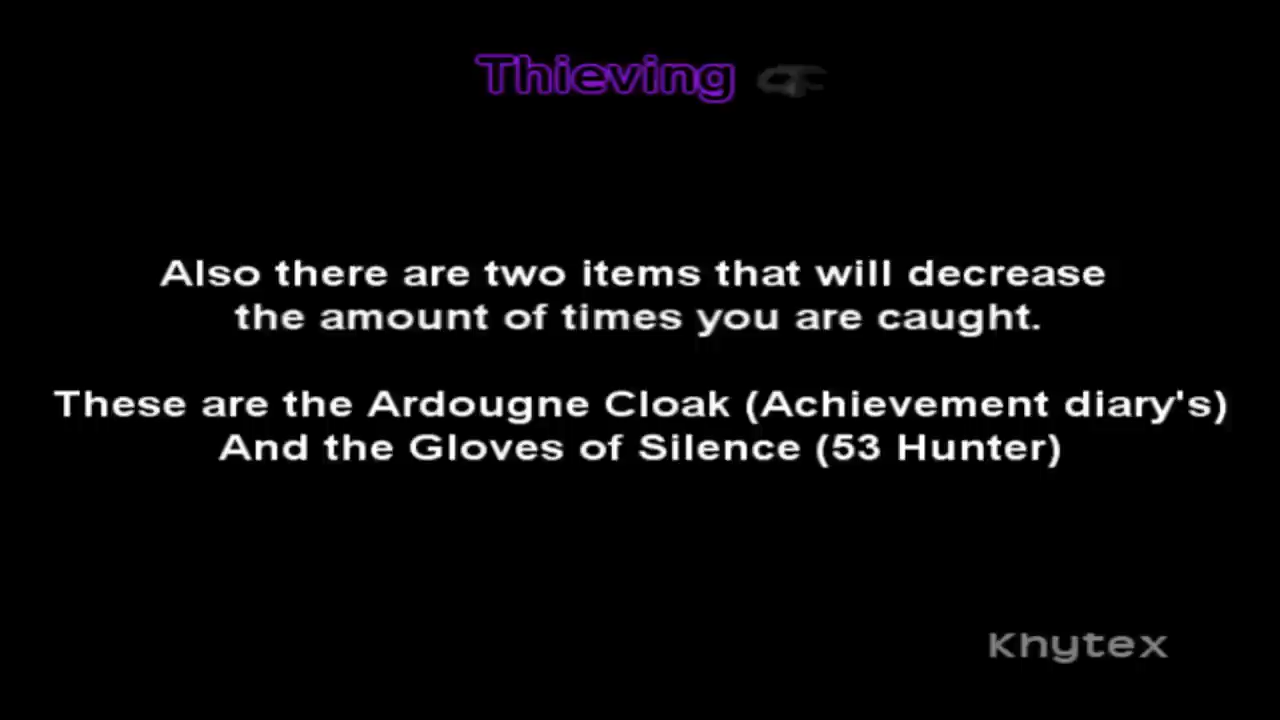 Thieving
Also there are two items that will decrease
the amount of times you are caught.
These are the Ardougne Cloak (Achievement diary's)
And the Gloves of Silence (53 Hunter)
Khytex